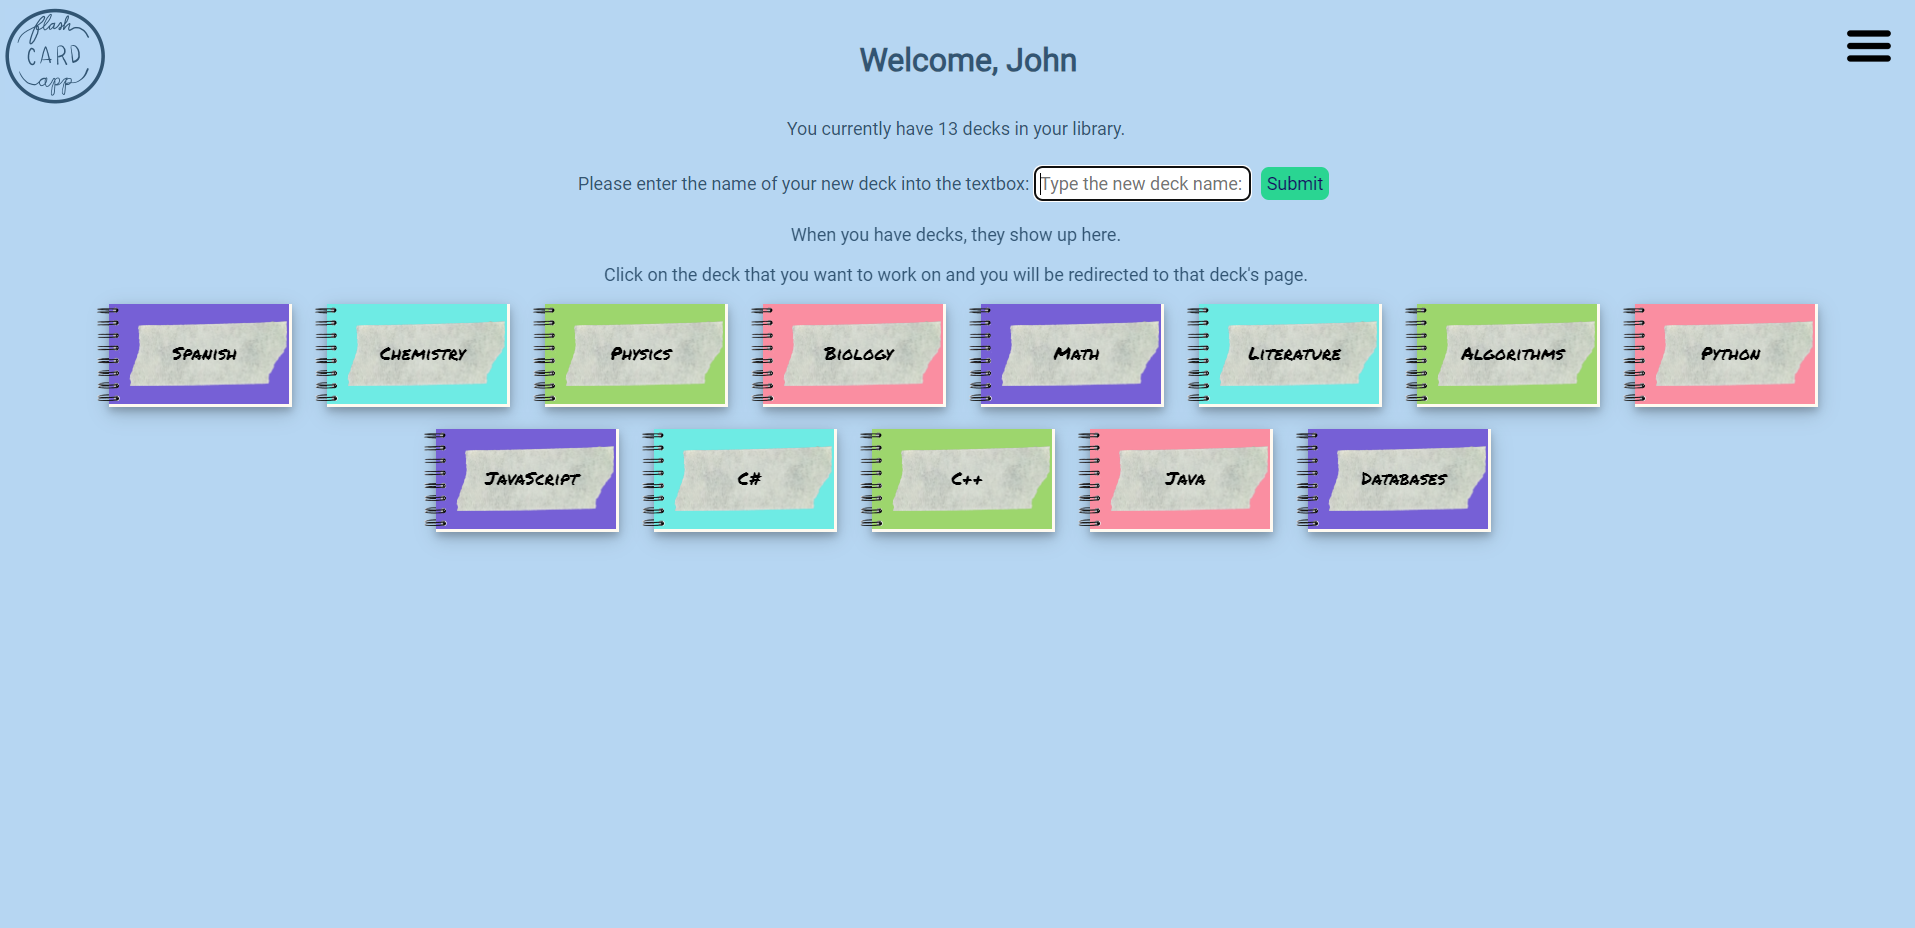 flash
CARD
app
Welcome, John
You currently have 13 decks in your library.
Please enter the name of your new deck into the textbox: Type the new deck name: Submit
When you have decks, they show up here.
Click on the deck that you want to work on and you will be redirected to that deck's page.
Spanish Chemistry Physics Biology Math Literature Algorithms Python
JavaScript C# C++ Java Databases